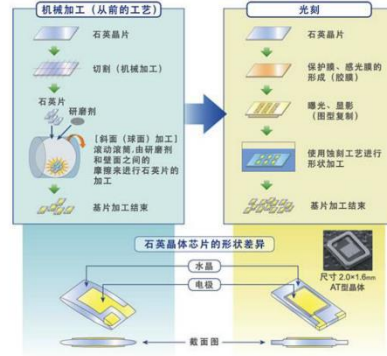 机械加工（从前的工艺）
石英晶片
切割（机械加工）
石英片
研磨剂
[斜面（球面）加工]
滚动滚筒,由研磨剂
和壁面之间的
摩擦来进行石英片的
加工
基片加工结束
光刻
石英晶片
保护膜、感光膜的
形成（胶膜）
曝光、显影
（图型复制）
使用蚀刻工艺进行
形状加工
基片加工结束
石英晶体芯片的形状差异
水晶
电极
尺寸 2.0×1.6mm
AT型晶体
截面图